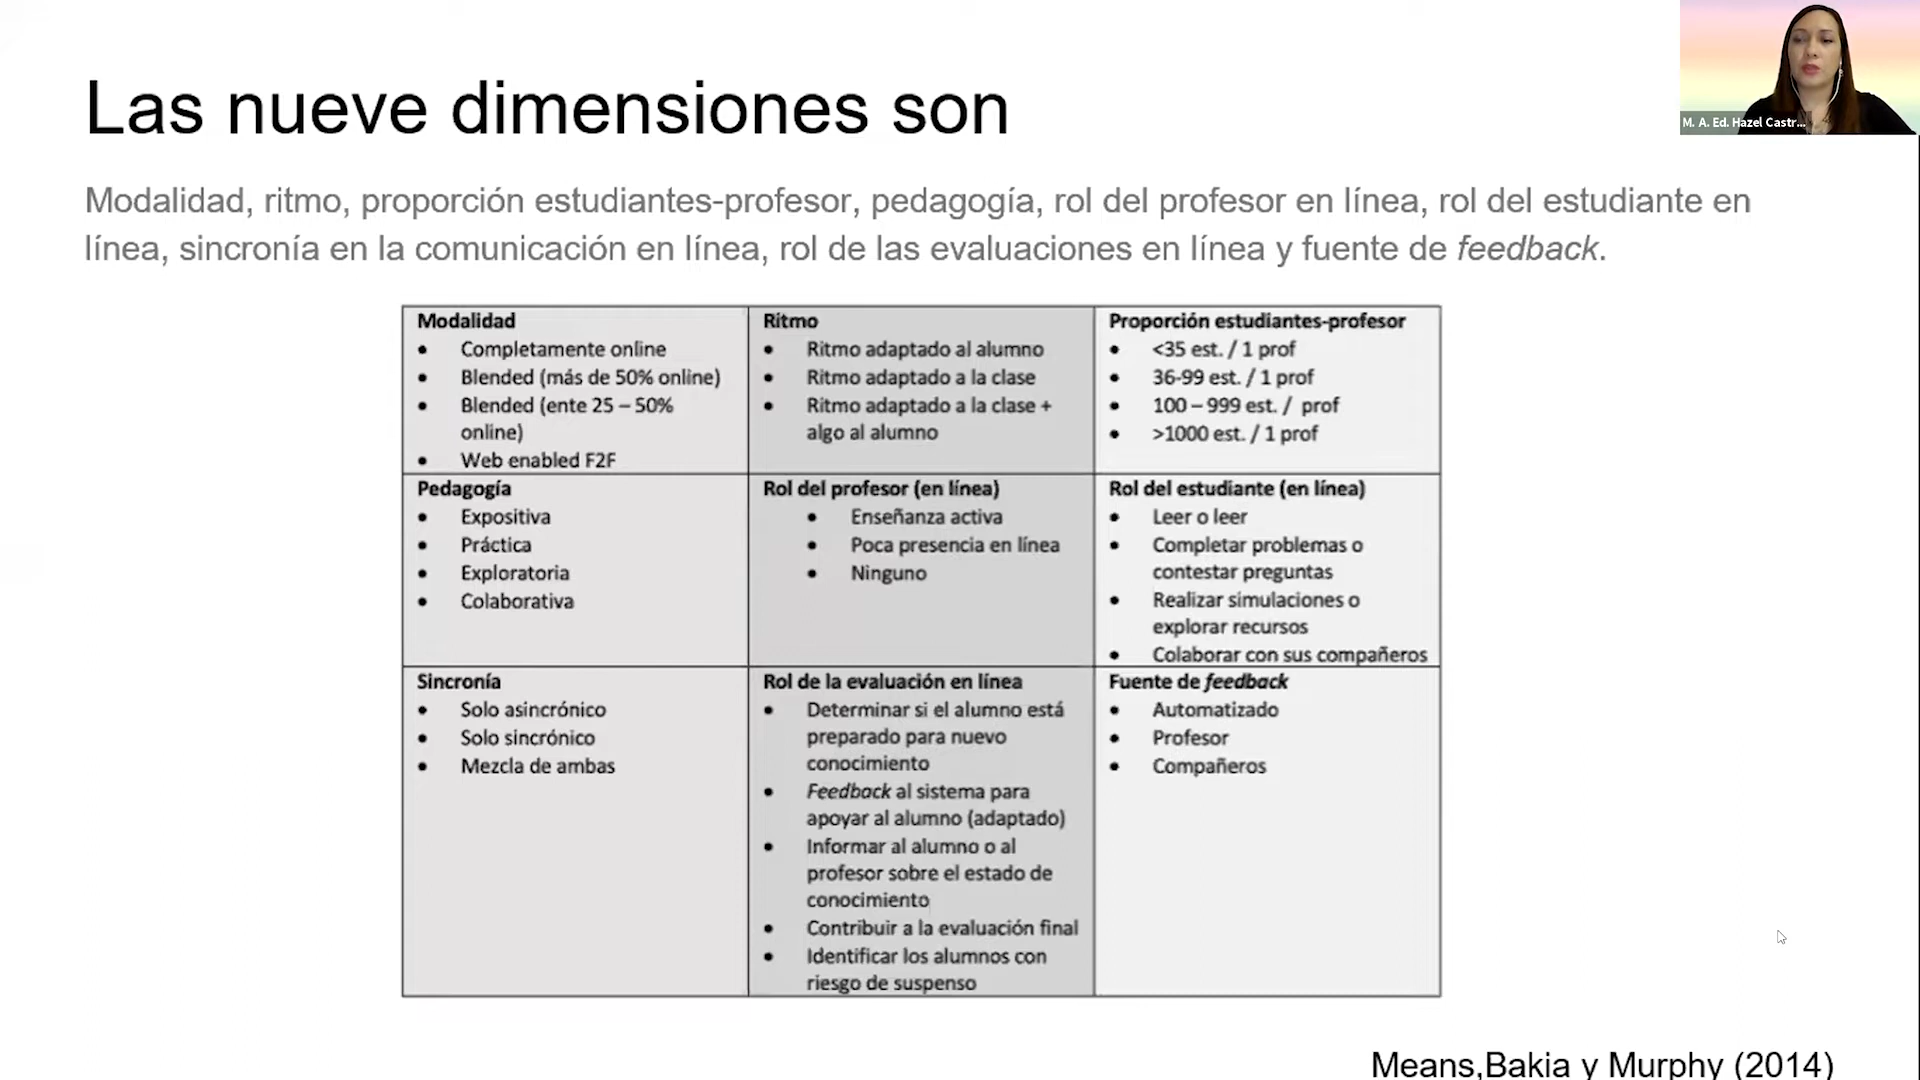 Las nueve dimensiones son
M. A. Ed. Hazel Castr...
Modalidad, ritmo, proporción estudiantes-profesor, pedagogía, rol del profesor en línea, rol del estudiante en
línea, sincronía en la comunicación en línea, rol de las evaluaciones en línea y fuente de feedback.
Modalidad
• Completamente online
• Blended (más de 50% online)
• Blended (ente 25 – 50%
online)
• Web enabled F2F
Ritmo
• Ritmo adaptado al alumno
• Ritmo adaptado a la clase
• Ritmo adaptado a la clase +
algo al alumno
Proporción estudiantes-profesor
• <35 est. / 1 prof
• 36-99 est. / 1 prof
• 100 – 999 est. / prof
• >1000 est. / 1 prof
Pedagogía
• Expositiva
• Práctica
• Exploratoria
• Colaborativa
Rol del profesor (en línea)
• Enseñanza activa
• Poca presencia en línea
• Ninguno
Rol del estudiante (en línea)
• Leer o leer
• Completar problemas o
contestar preguntas
• Realizar simulaciones o
explorar recursos
• Colaborar con sus compañeros
Sincronía
• Solo asincrónico
• Solo sincrónico
• Mezcla de ambas
Rol de la evaluación en línea
• Determinar si el alumno está
preparado para nuevo
conocimiento
• Feedback al sistema para
apoyar al alumno (adaptado)
• Informar al alumno o al
profesor sobre el estado de
conocimiento
• Contribuir a la evaluación final
• Identificar los alumnos con
riesgo de suspenso
Fuente de feedback
• Automatizado
• Profesor
• Compañeros
Means,Bakia y Murphy (2014)